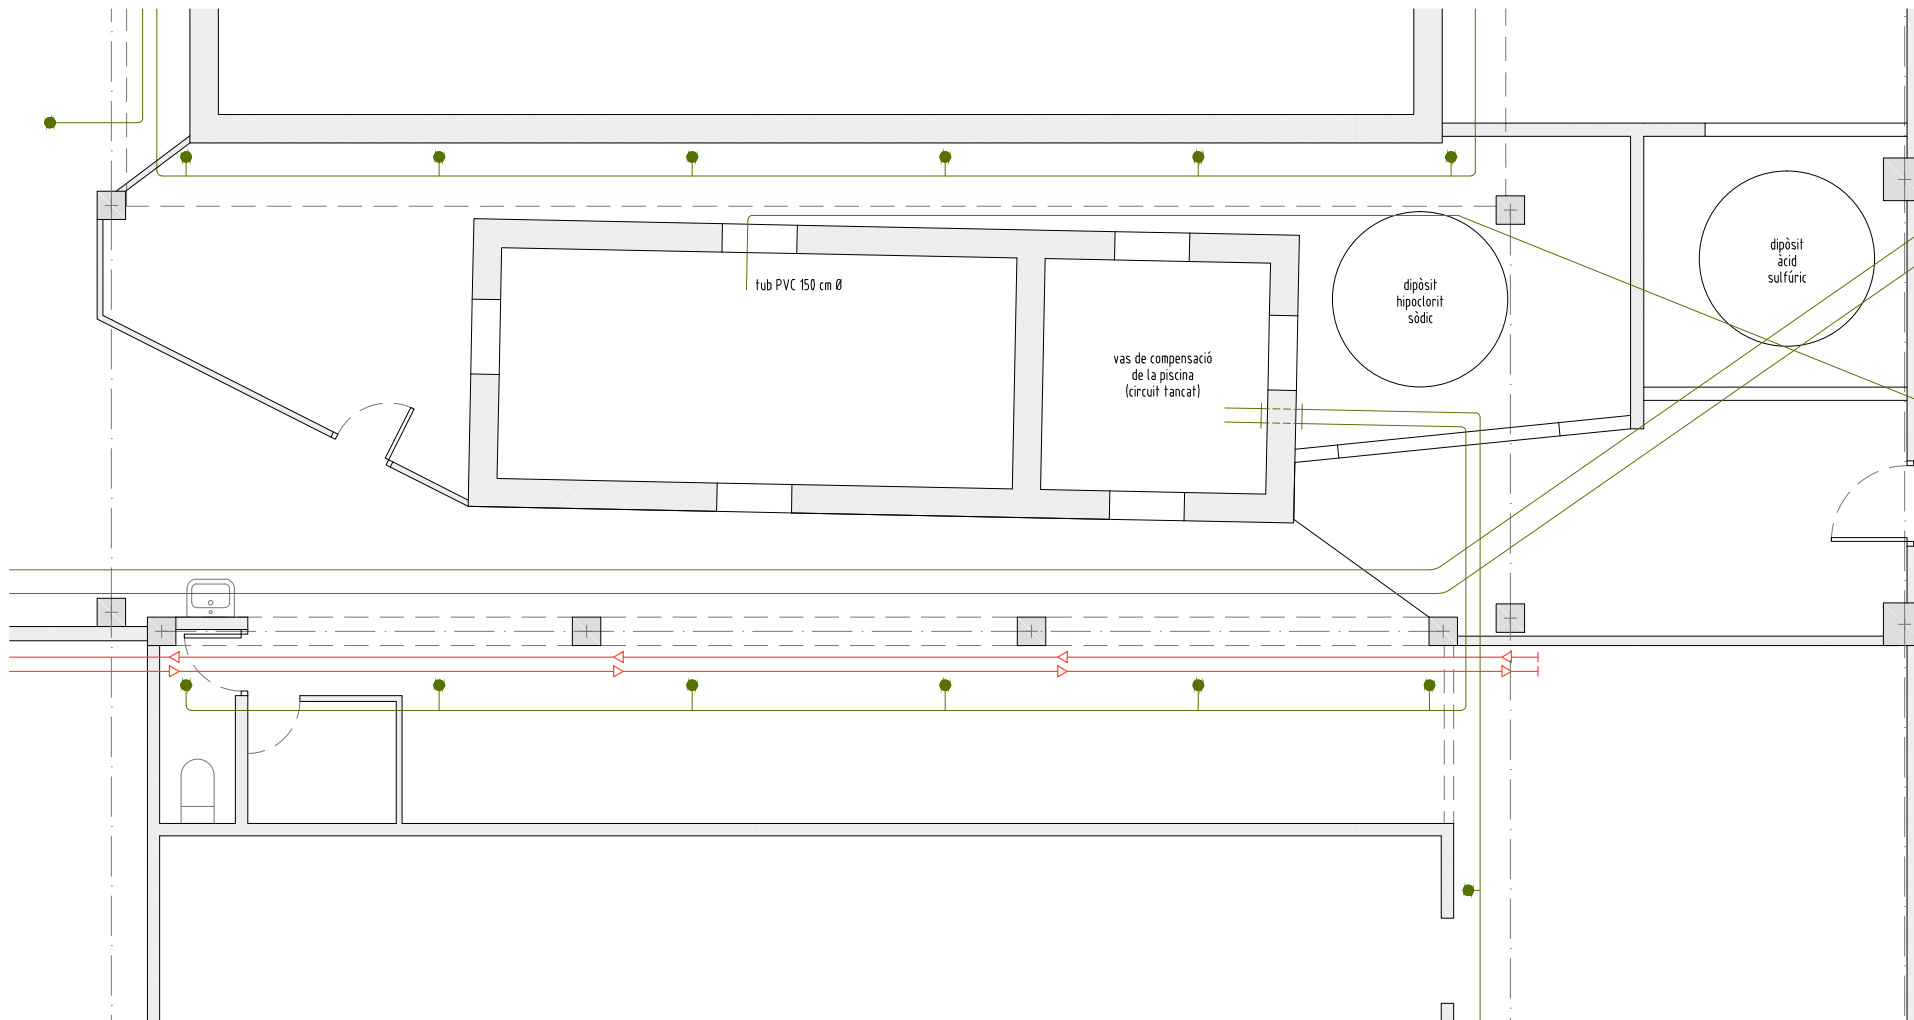 tub PVC 150 cm Ø
vas de compensació
de la piscina
(circuit tancat)
dipòsit
hipoclorit
sòdic
dipòsit
àcid
sulfúric